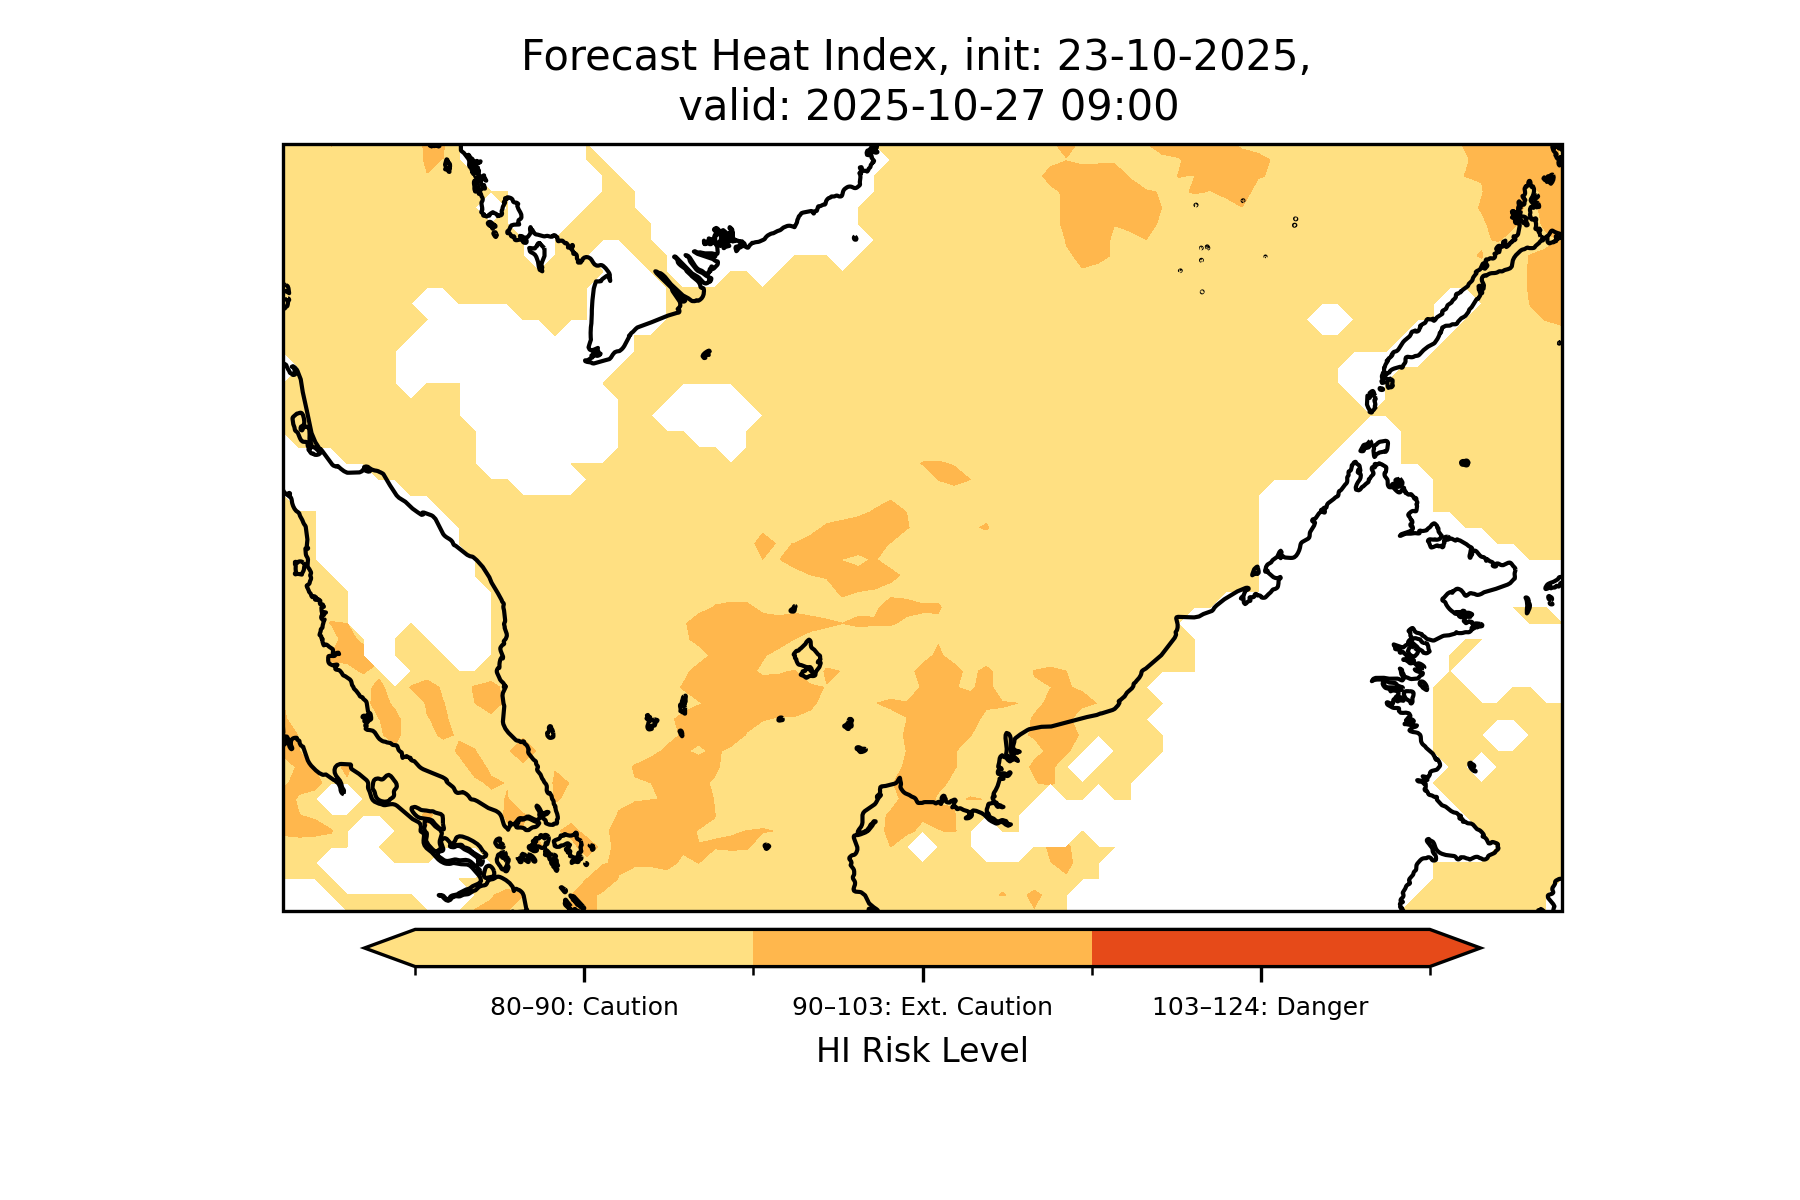 Forecast Heat Index, init: 23-10-2025,
valid: 2025-10-27 09:00
80–90: Caution
90–103: Ext. Caution
103–124: Danger
HI Risk Level